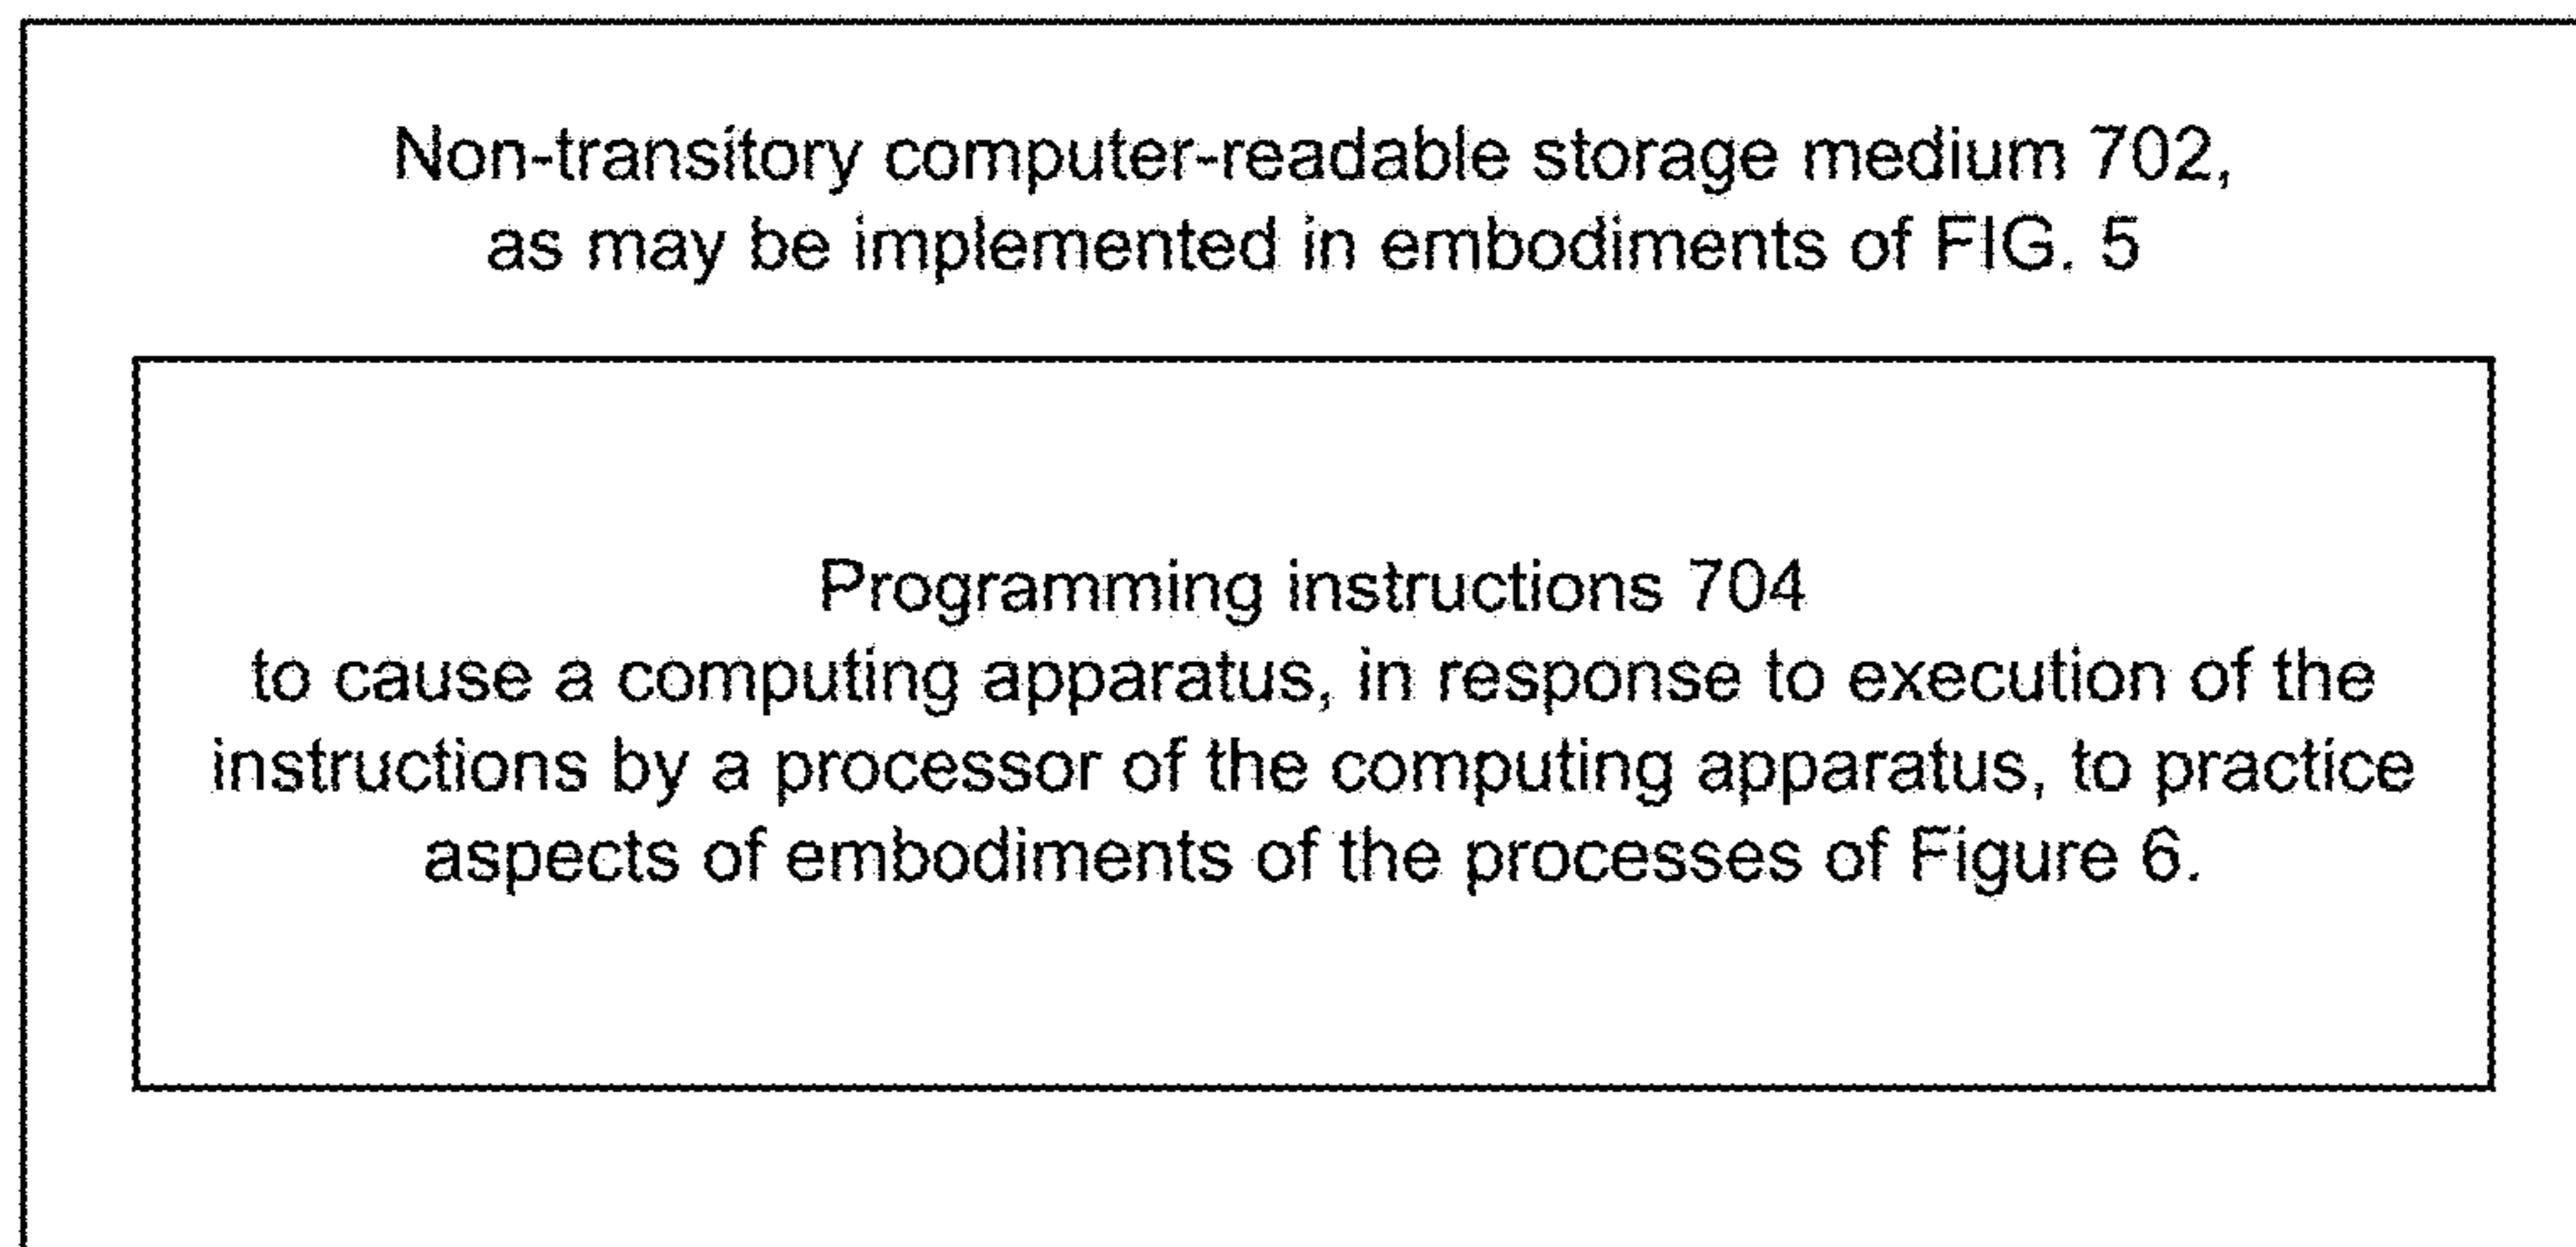 Non-transitory computer-readable storage medium 702,
as may be implemented in embodiments of FIG. 5
Programming instructions 704
to cause a computing apparatus, in response to execution of the
instructions by a processor of the computing apparatus, to practice
aspects of embodiments of the processes of Figure 6.